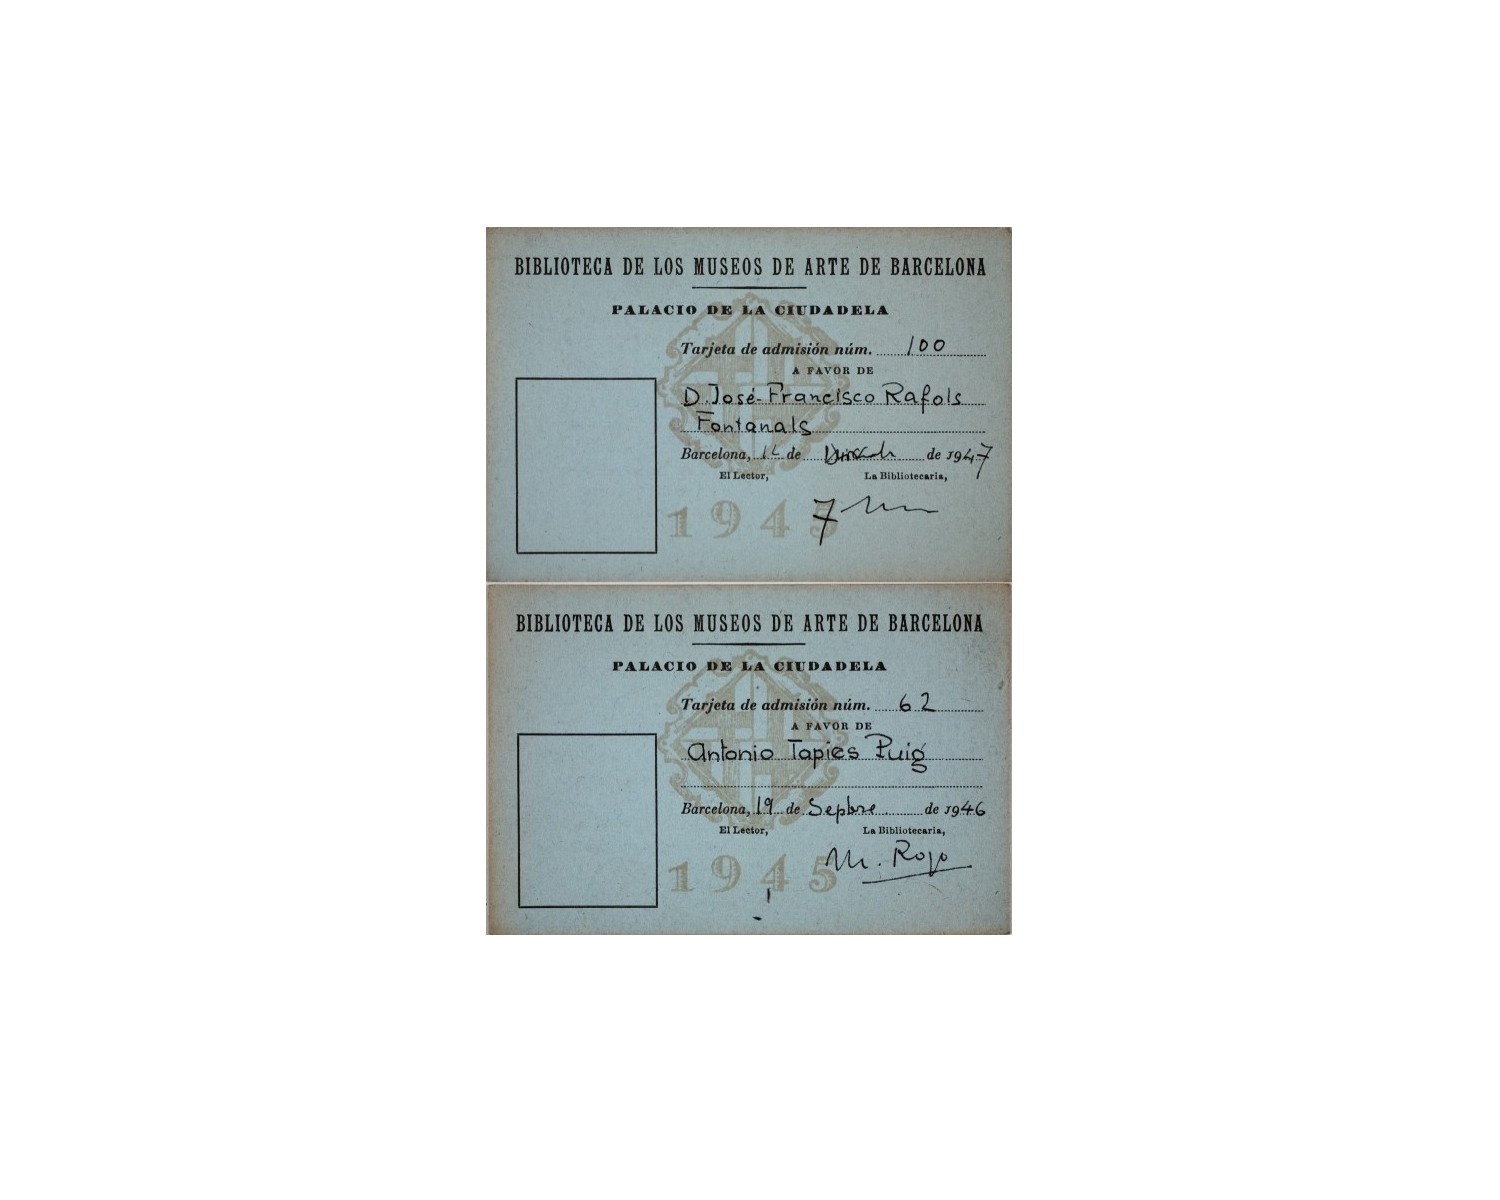 BIBLIOTECA DE LOS MUSEOS DE ARTE DE BARCELONA
PALACIO DE LA CIUDADELA
Tarjeta de admisión núm. 100
A FAVOR DE
D. José-Francisco Rafols
Fontanals
Barcelona, de de 1947
El Lector, La Bibliotecaria,
1945
BIBLIOTECA DE LOS MUSEOS DE ARTE DE BARCELONA
PALACIO DE LA CIUDADELA
Tarjeta de admisión núm. 62
A FAVOR DE
Antonio Tapies Puig
Barcelona, 19 de Sepbre de 1946
El Lector, La Bibliotecaria,
M. Rojo
1945